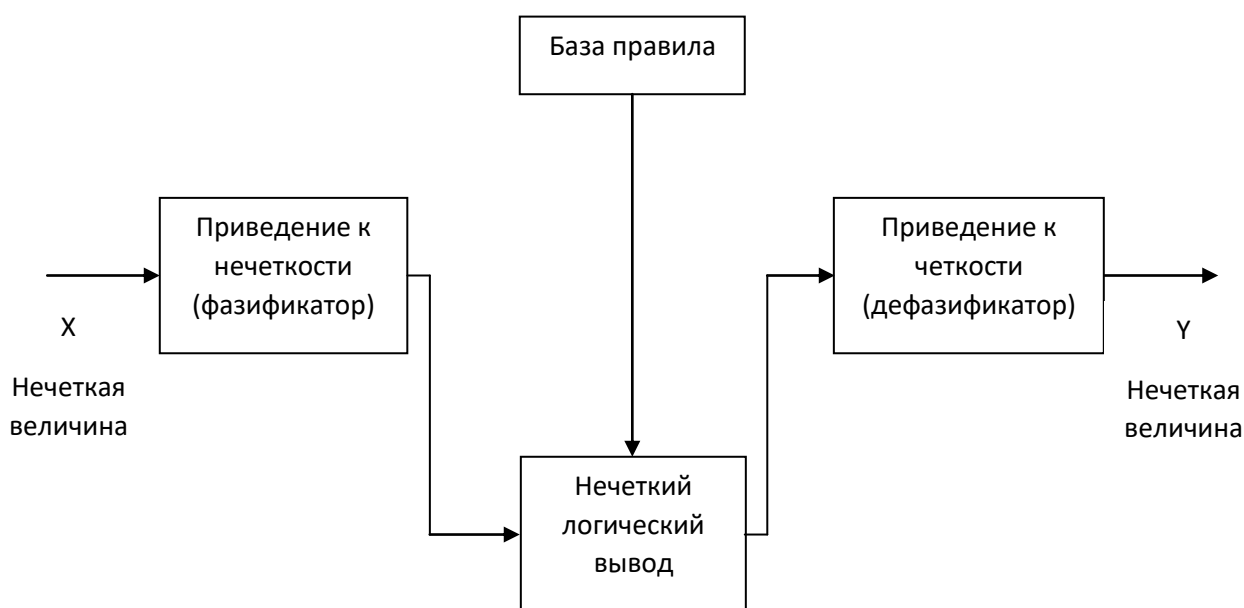 База правила
Приведение к
нечеткости
(фазификатор)
Приведение к
четкости
(дефазификатор)
X
Нечеткая
величина
Y
Нечеткая
величина
Нечеткий
логический
вывод